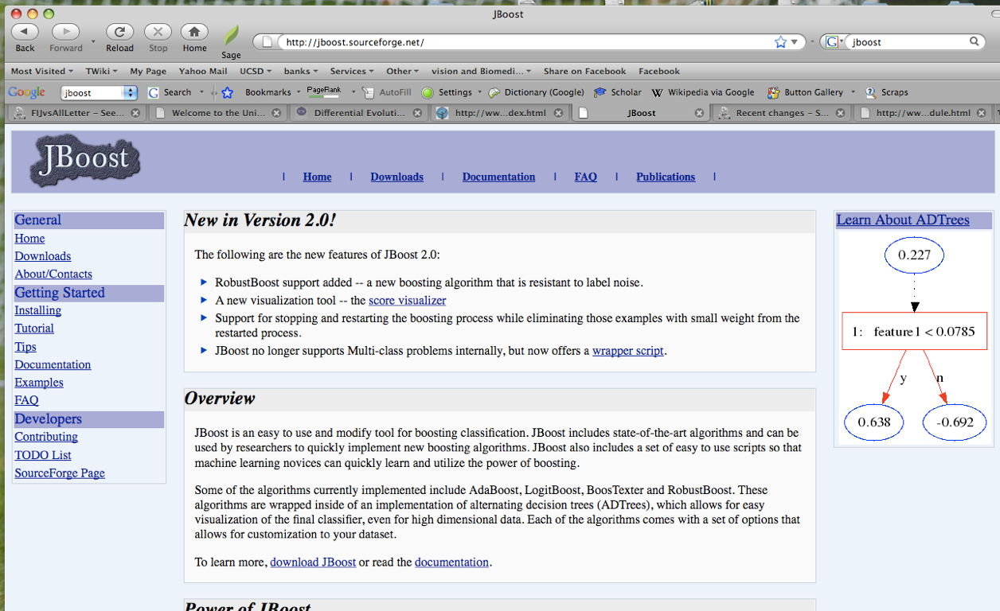 JBoost
Back
Forward
Reload
Stop
Home
Sage
http://jboost.sourceforge.net/
G
jboost
Most Visited
TWiki
My Page
Yahoo Mail
UCSD
banks
Services
Other
vision and Biomedi...
Share on Facebook
Facebook
Google
jboost
G Search
Bookmarks
PageRank
AutoFill
Settings
Dictionary (Google)
Scholar
W Wikipedia via Google
Button Gallery
Scraps
FIJvsAllLetter – See...
Welcome to the Uni...
Differential Evoluti...
http://ww...dex.html
JBoost
Recent changes – S...
http://ww...dule.html
JBoost
| Home | Downloads | Documentation | FAQ | Publications |
General
Home
Downloads
About/Contacts
Getting Started
Installing
Tutorial
Tips
Documentation
Examples
FAQ
Developers
Contributing
TODO List
SourceForge Page
New in Version 2.0!
The following are the new features of JBoost 2.0:
RobustBoost support added -- a new boosting algorithm that is resistant to label noise.
A new visualization tool -- the score visualizer
Support for stopping and restarting the boosting process while eliminating those examples with small weight from the
restarted process.
JBoost no longer supports Multi-class problems internally, but now offers a wrapper script.
Overview
JBoost is an easy to use and modify tool for boosting classification. JBoost includes state-of-the-art algorithms and can be
used by researchers to quickly implement new boosting algorithms. JBoost also includes a set of easy to use scripts so that
machine learning novices can quickly learn and utilize the power of boosting.
Some of the algorithms currently implemented include AdaBoost, LogitBoost, BoosTexter and RobustBoost. These
algorithms are wrapped inside of an implementation of alternating decision trees (ADTrees), which allows for easy
visualization of the final classifier, even for high dimensional data. Each of the algorithms comes with a set of options that
allows for customization to your dataset.
To learn more, download JBoost or read the documentation.
Power of JBoost
Learn About ADTrees
0.227
1: feature1 < 0.0785
y
n
0.638
-0.692